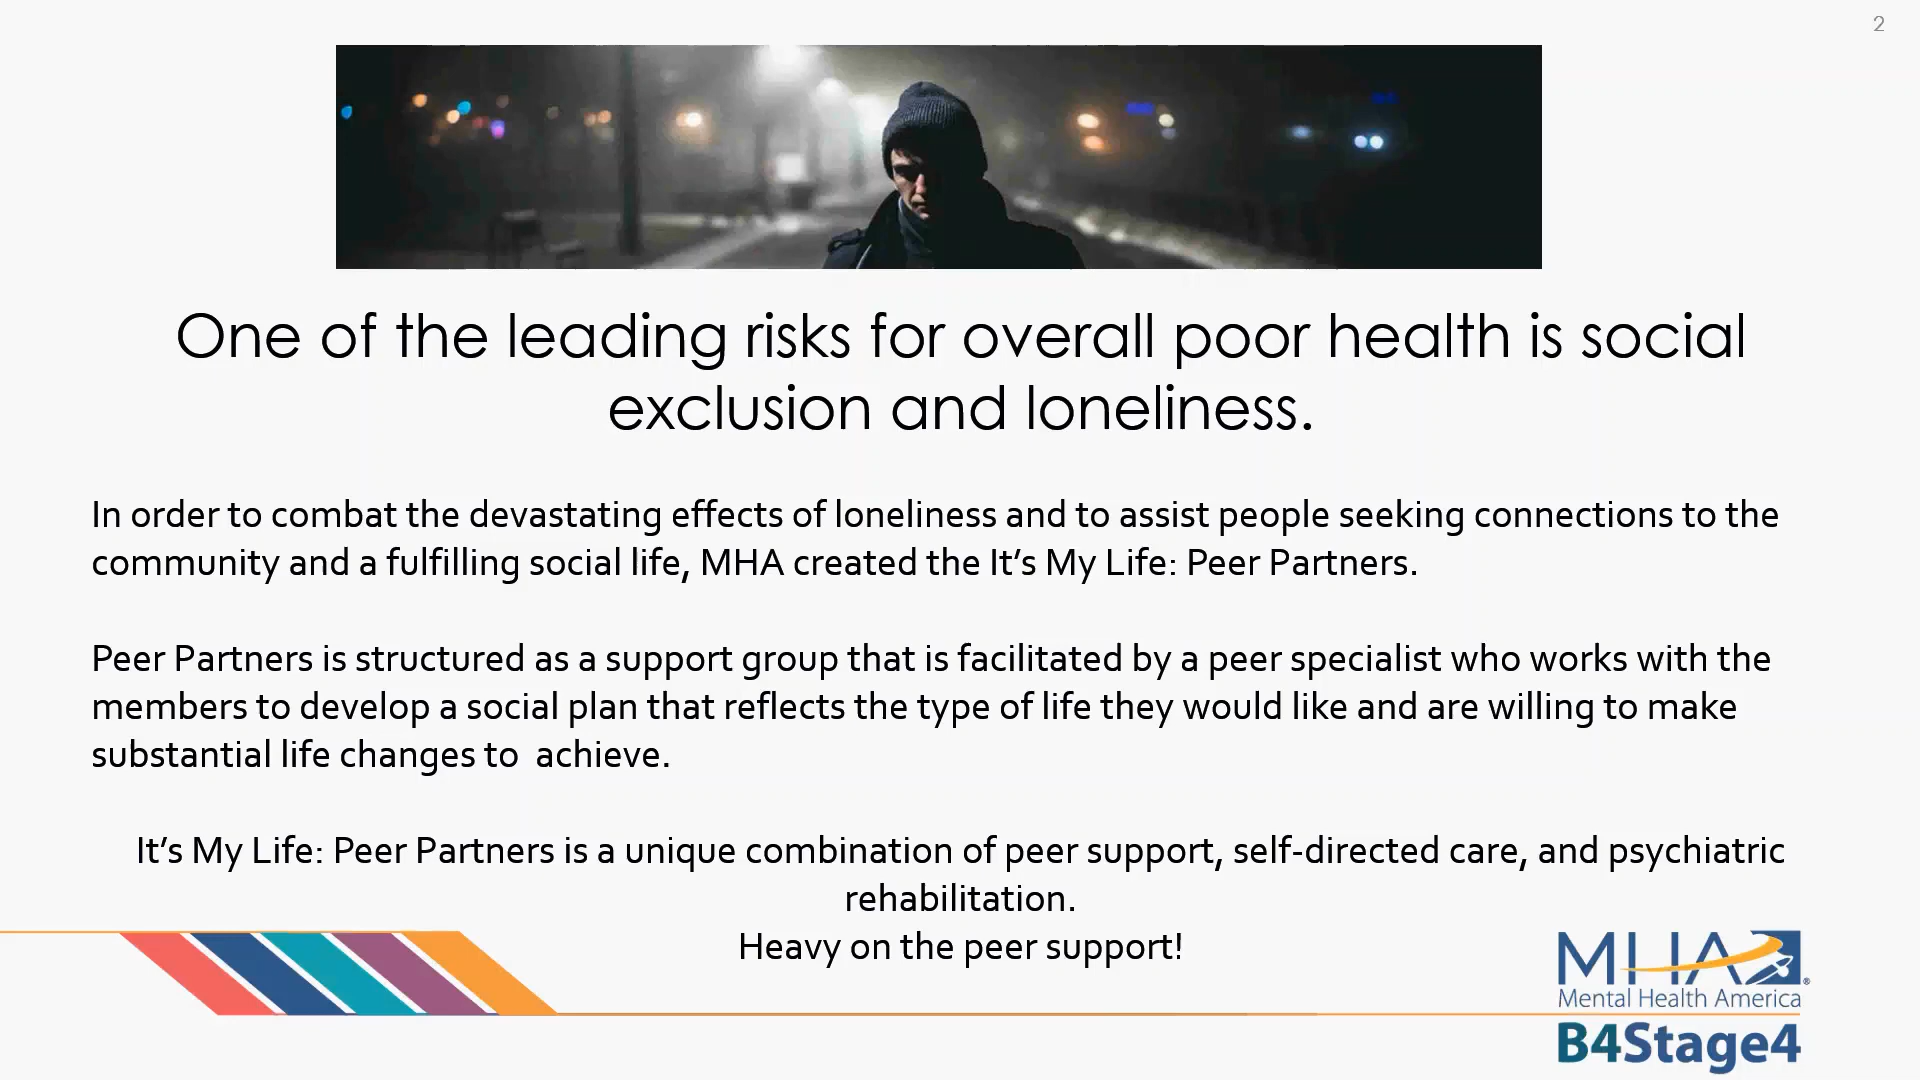 2
One of the leading risks for overall poor health is social
exclusion and loneliness.
In order to combat the devastating effects of loneliness and to assist people seeking connections to the
community and a fulfilling social life, MHA created the It’s My Life: Peer Partners.
Peer Partners is structured as a support group that is facilitated by a peer specialist who works with the
members to develop a social plan that reflects the type of life they would like and are willing to make
substantial life changes to  achieve.
It’s My Life: Peer Partners is a unique combination of peer support, self-directed care, and psychiatric
rehabilitation.
Heavy on the peer support!
MHA®
Mental Health America
B4Stage4